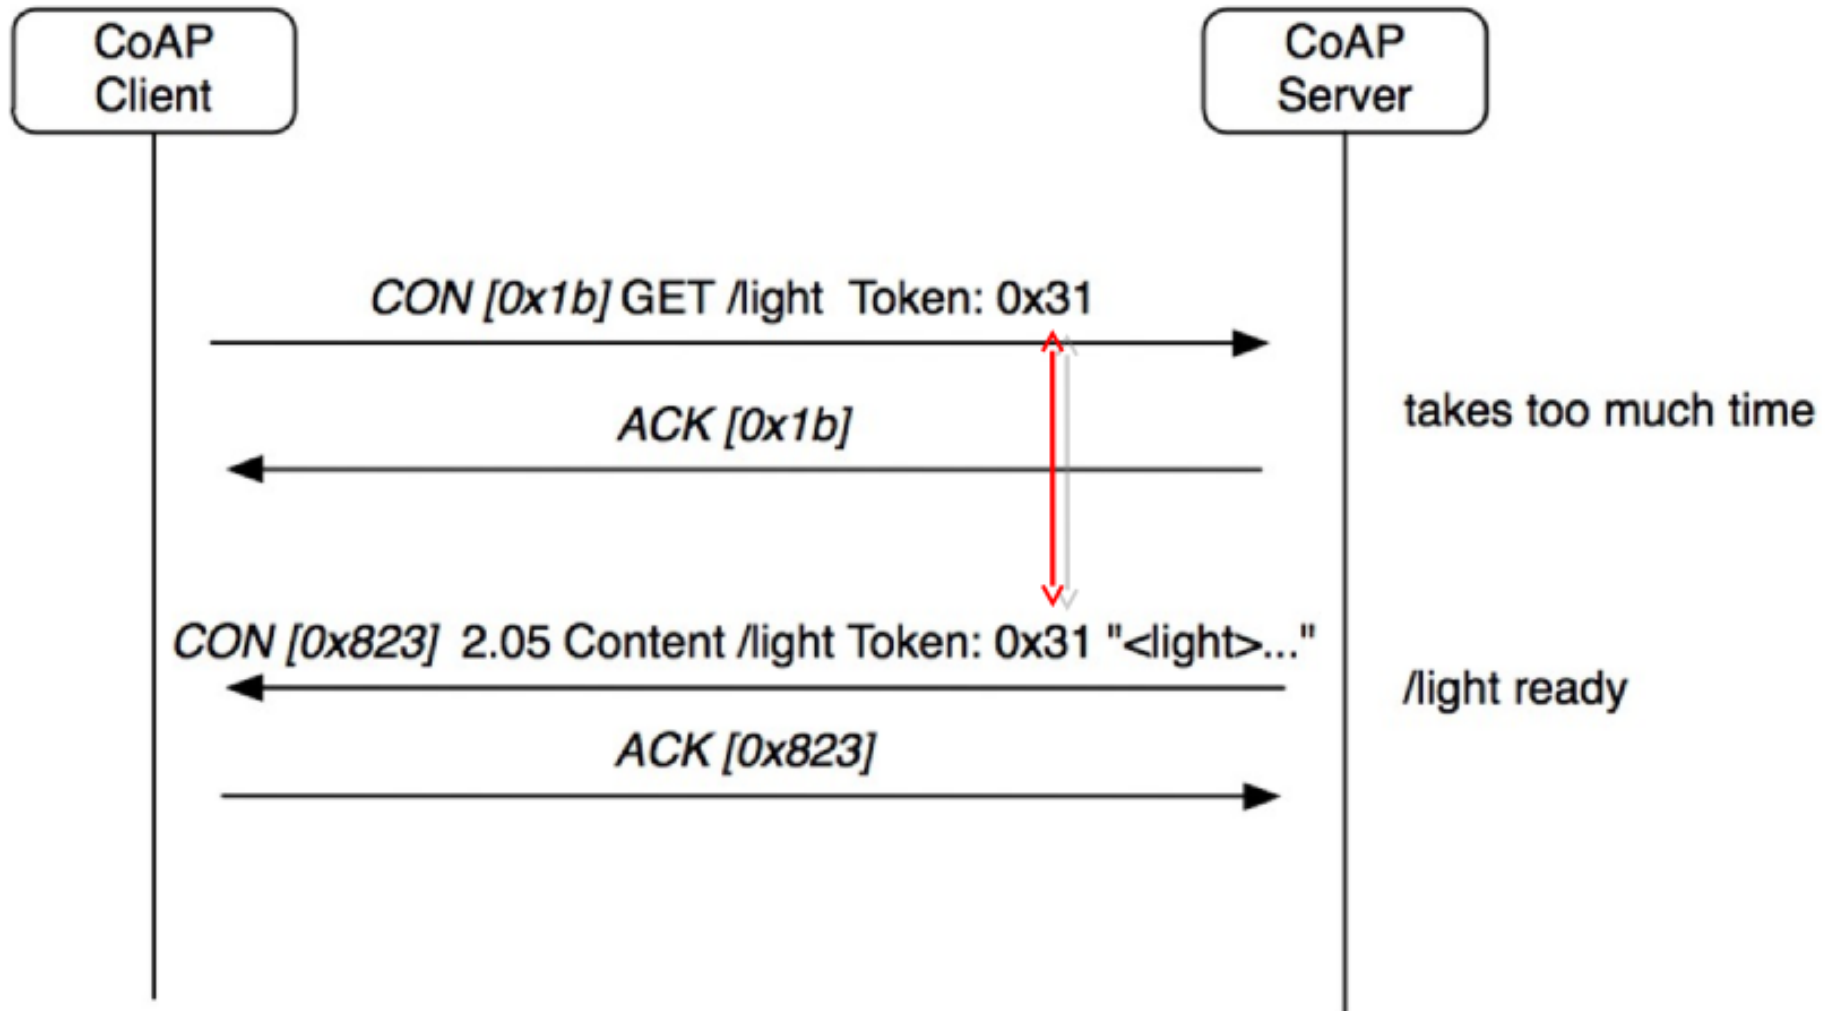 CoAP
Client
CoAP
Server
CON [0x1b] GET /light  Token: 0x31
takes too much time
ACK [0x1b]
CON [0x823]  2.05 Content /light Token: 0x31 "<light>..."
/light ready
ACK [0x823]